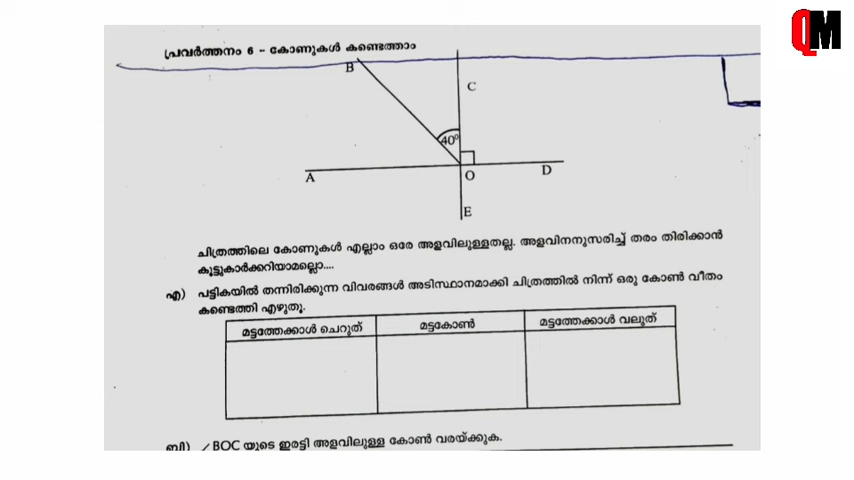 QM
പ്രവർത്തനം 6 – കോണുകൾ കണ്ടെത്താം
B
C
40°
A
O
D
E
ചിത്രത്തിലെ കോണുകൾ എല്ലാം ഒരേ അളവിലുള്ളതല്ല. അളവിനനുസരിച്ച് തരം തിരിക്കാൻ
കൂട്ടുകാർക്കറിയാമല്ലൊ....
എ) പട്ടികയിൽ തന്നിരിക്കുന്ന വിവരങ്ങൾ അടിസ്ഥാനമാക്കി ചിത്രത്തിൽ നിന്ന് ഒരു കോൺ വീതം
കണ്ടെത്തി എഴുതൂ.
മട്ടത്തേക്കാൾ ചെറുത് മട്ടകോൺ മട്ടത്തേക്കാൾ വലുത്
ബി) ∠BOC യുടെ ഇരട്ടി അളവിലുള്ള കോൺ വരയ്ക്കുക.